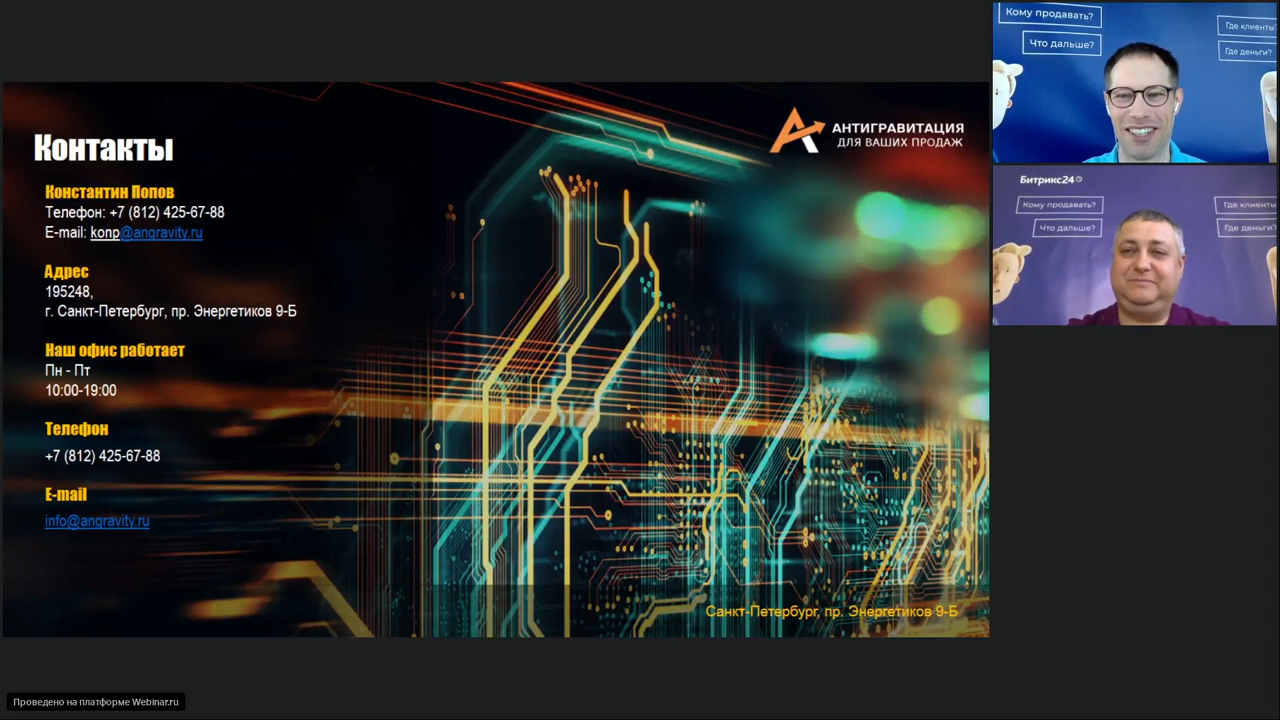 Контакты
Константин Попов
Телефон: +7 (812) 425-67-88
E-mail: konp@angravity.ru
Адрес
195248,
г. Санкт-Петербург, пр. Энергетиков 9-Б
Наш офис работает
Пн - Пт
10:00-19:00
Телефон
+7 (812) 425-67-88
E-mail
info@angravity.ru
АНТИГРАВИТАЦИЯ
ДЛЯ ВАШИХ ПРОДАЖ
Санкт-Петербург, пр. Энергетиков 9-Б
Кому продавать?
Что дальше?
Где клиенты?
Где деньги?
Битрикс24
Кому продавать?
Что дальше?
Где клиенты
Где деньги?
Проведено на платформе Webinar.ru